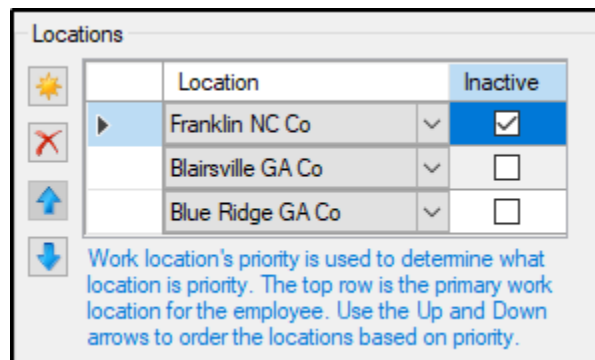 Locations
Location Inactive
Franklin NC Co
Blairsville GA Co
Blue Ridge GA Co
Work location's priority is used to determine what
location is priority. The top row is the primary work
location for the employee. Use the Up and Down
arrows to order the locations based on priority.